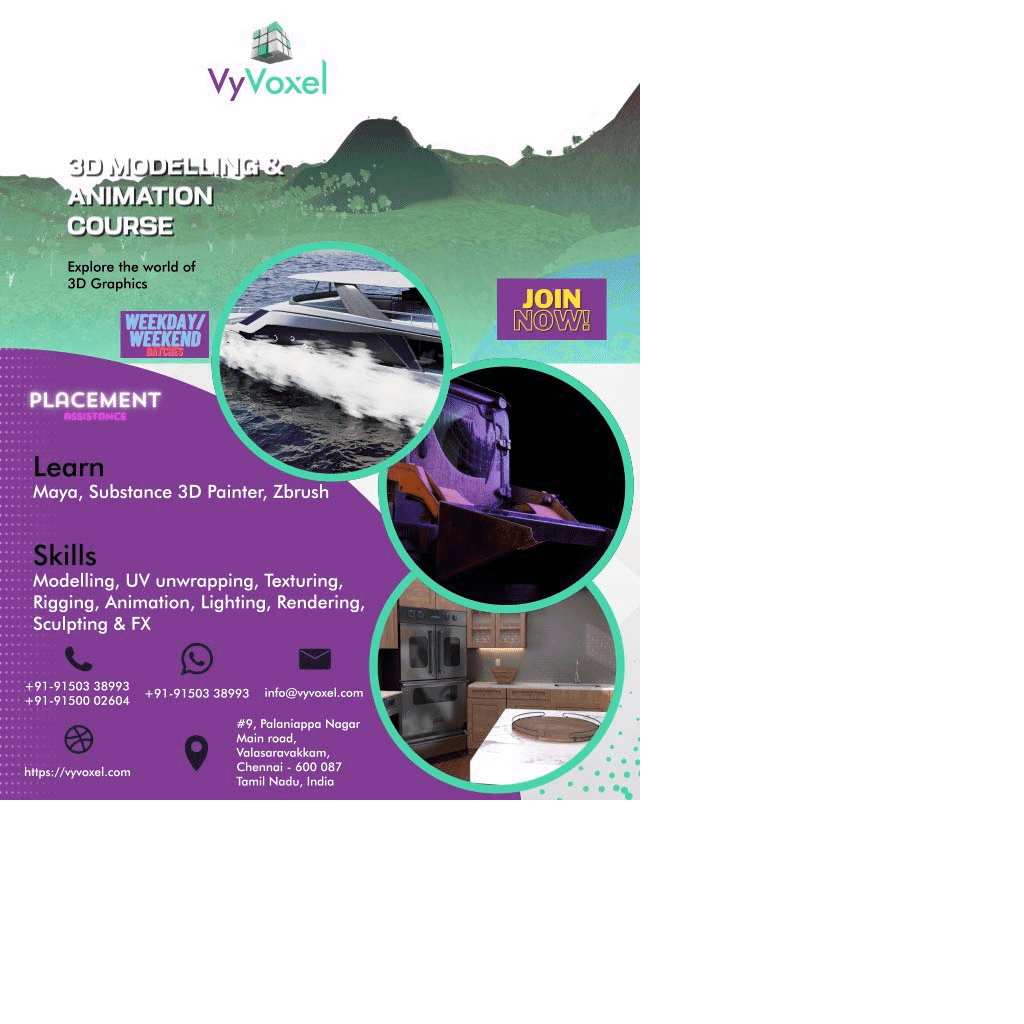 VyVoxel
3D MODELLING &
ANIMATION
COURSE
Explore the world of
3D Graphics
JOIN
NOW!
WEEKDAY/
WEEKEND
BATCHES
PLACEMENT
ASSISTANCE
Learn
Maya, Substance 3D Painter, Zbrush
Skills
Modelling, UV unwrapping, Texturing,
Rigging, Animation, Lighting, Rendering,
Sculpting & FX
+91-91503 38993
+91-91500 02604
+91-91503 38993
info@vyvoxel.com
https://vyvoxel.com
#9, Palaniappa Nagar
Main road,
Valasaravakkam,
Chennai - 600 087
Tamil Nadu, India